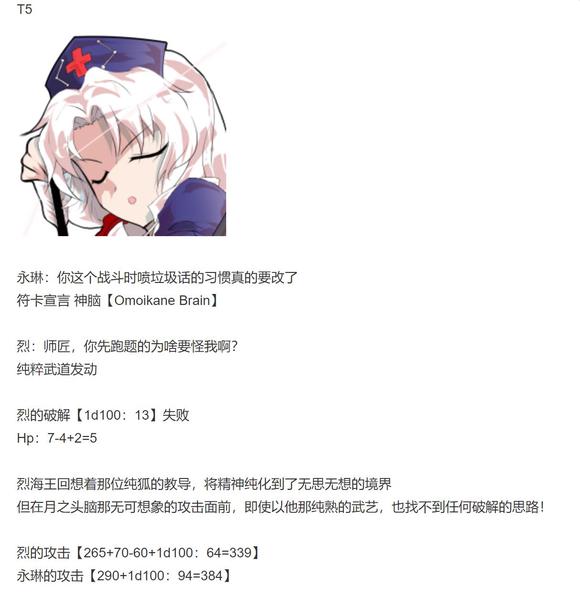 T5
永琳：你这个战斗时喷垃圾话的习惯真的要改了
符卡宣言 神脑【Omoikane Brain】
烈：师匠，你先跑题的为啥要怪我啊？
纯粹武道发动
烈的破解【1d100：13】失败
Hp：7-4+2=5
烈海王回想着那位纯狐的教导，将精神纯化到了无思无想的境界
但在月之头脑那无可想象的攻击面前，即使以他那纯熟的武艺，也找不到任何破解的思路！
烈的攻击【265+70-60+1d100：64=339】
永琳的攻击【290+1d100：94=384】